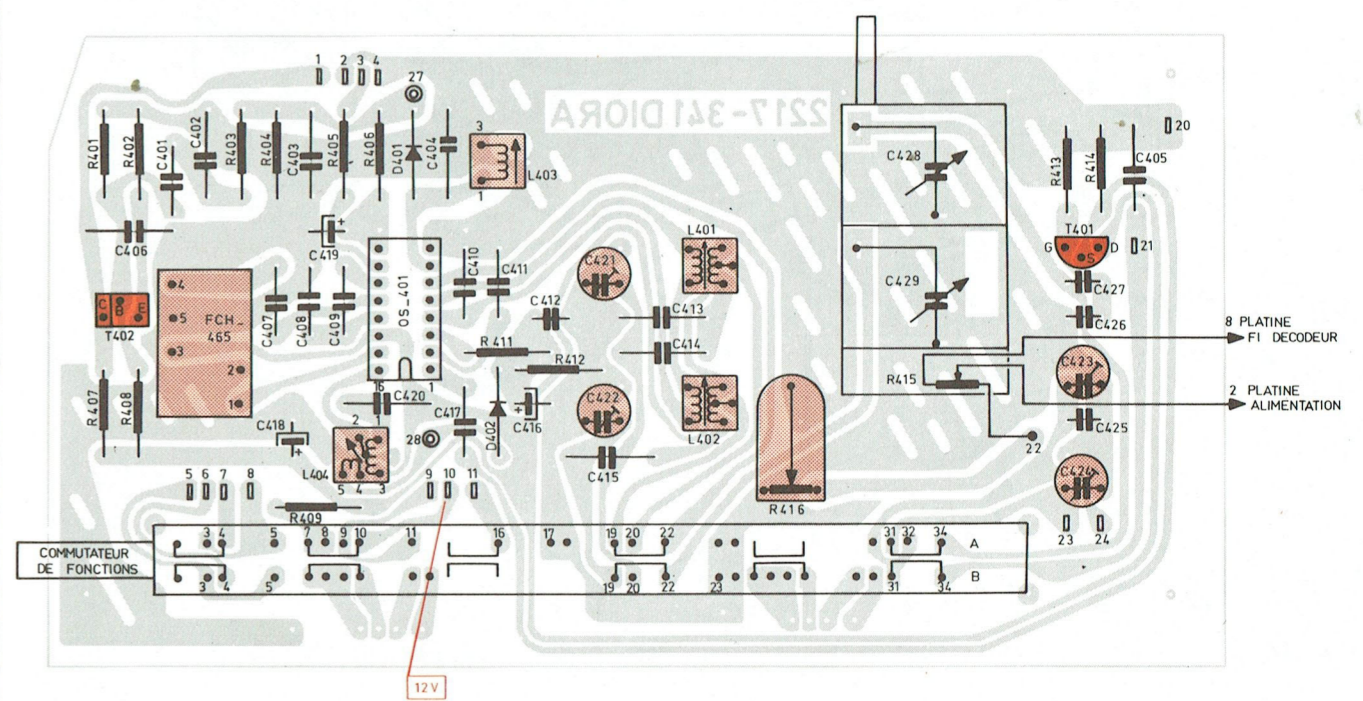 1 2 3 4
27
2217-341 DIORA
20
R401 R402 C401 C402 R403 R404 C403 R405 R406 D401 C404
3
L403
1
C428
R413 R414 C405
C406
C419
L401
T401
G D
S
21
C421
4
FCH_
465
5
3
2
1
C B E
T402
C407 C408 C409
OS_401
C410 C411
C412
C413
C414
C429
C427
C426
8 PLATINE
FI DECODEUR
R 411
R412
16 1
R407 R408
C420
C417
D402
C416
C422
L402
R415
C423
2 PLATINE
ALIMENTATION
C425
C418
2 1
L404
5 4 3
28
C415
22
C424
R416
5 6 7 8
9 10 11
R409
23 24
COMMUTATEUR
DE FONCTIONS
3 4 5 7 8 9 10 11 16 17 19 20 22 31 32 34 A
B
3 4 5 19 20 22 23 31 34
12V